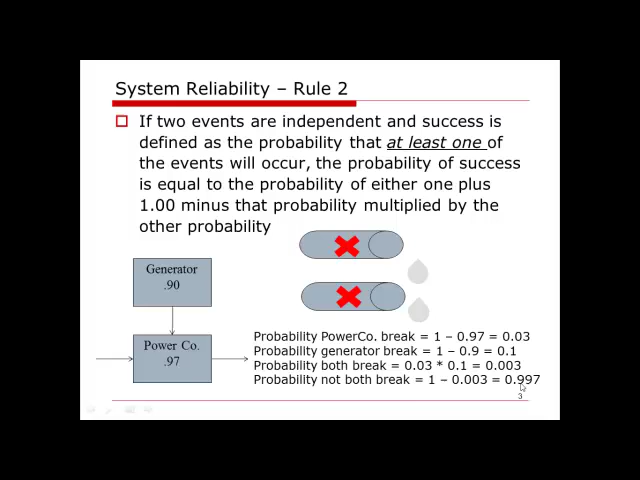 System Reliability – Rule 2
If two events are independent and success is
defined as the probability that at least one of
the events will occur, the probability of success
is equal to the probability of either one plus
1.00 minus that probability multiplied by the
other probability
Generator
.90
Power Co.
.97
Probability PowerCo. break = 1 – 0.97 = 0.03
Probability generator break = 1 – 0.9 = 0.1
Probability both break = 0.03 * 0.1 = 0.003
Probability not both break = 1 – 0.003 = 0.997
3